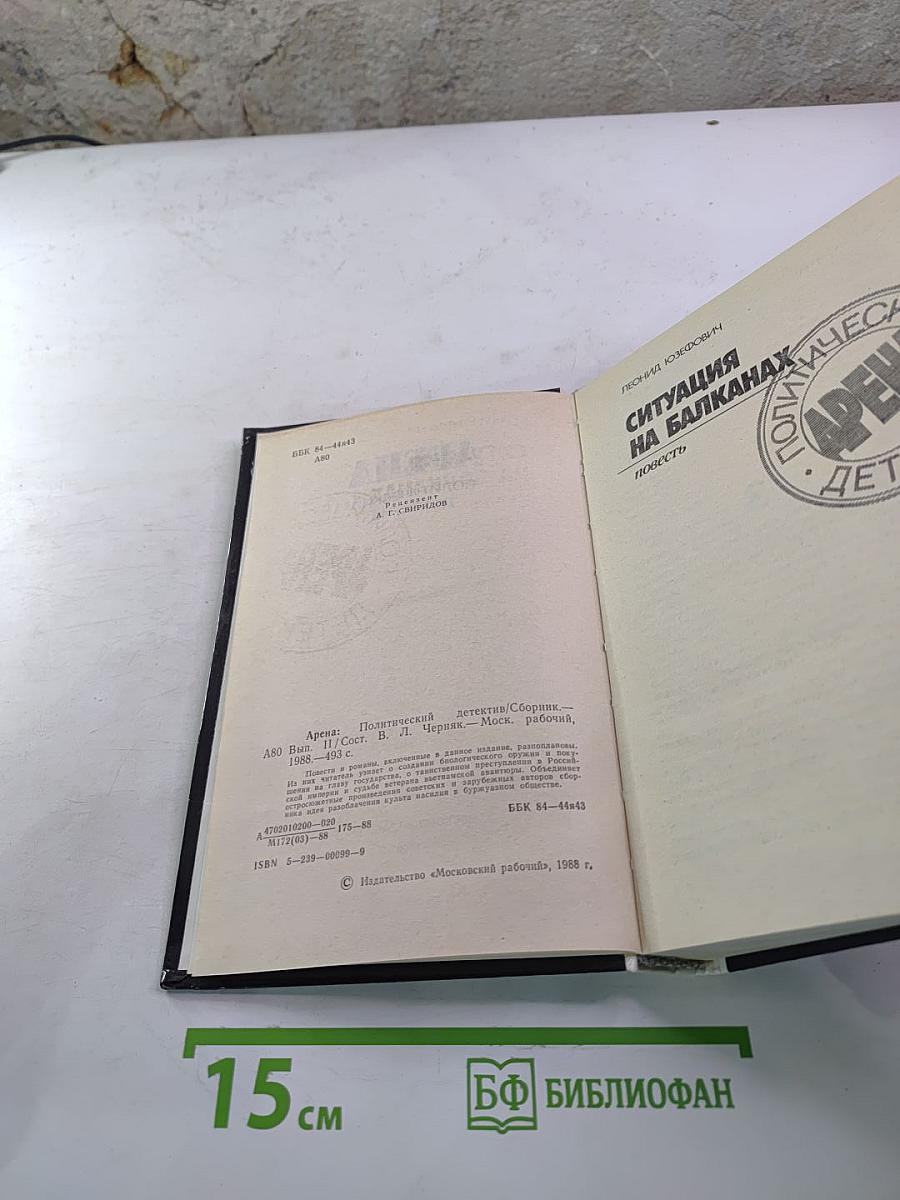 ББК 84—44я43
А80
Рецензент
А. Г. СВИРИДОВ
Арена: Политический детектив/Сборник.—
А80 Вып. II/Сост. В. Л. Черняк.— Моск. рабочий,
1988.—493 с.
Повести и романы, включенные в данное издание, разноплановы.
Из них читатель узнает о создании биологического оружия и поку-
шении на главу государства, о таинственном преступлении в Россий-
ской империи и судьбе ветерана вьетнамской авантюры. Объединяет
остросюжетные произведения советских и зарубежных авторов сбор-
ника идея разоблачения культа насилия в буржуазном обществе.
А 4702010200—020 175—88
М172(03)—88
ББК 84—44я43
ISBN 5—239—00099—9
© Издательство «Московский рабочий», 1988 г.
ЛЕОНИД ЮЗЕФОВИЧ
СИТУАЦИЯ
НА БАЛКАНАХ
повесть
ПОЛИТИЧЕСК
АРЕН
ДЕТ
15 см
БФ БИБЛИОФАН